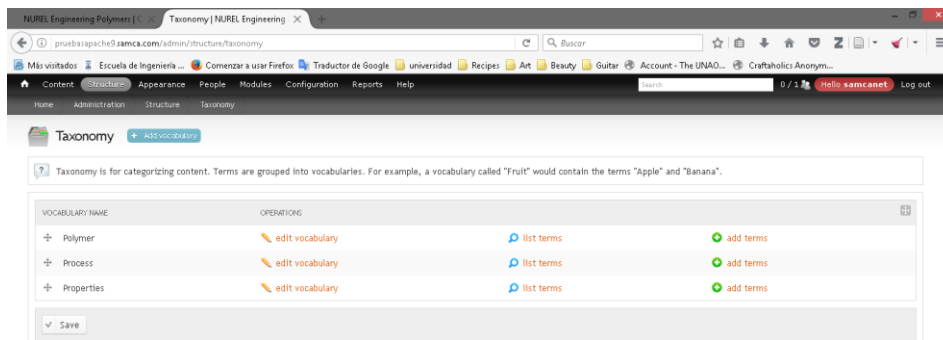 NUREL Engineering Polymers | C
Taxonomy | NUREL Engineering
pruebasapache9.samca.com/admin/structure/taxonomy
Buscar
Más visitados Escuela de Ingeniería ... Comenzar a usar Firefox Traductor de Google universidad Recipes Art Beauty Guitar Account - The UNAO... Craftaholics Anonym...
Content Structure Appearance People Modules Configuration Reports Help Search 0 / 1 Hello samcanet Log out
Home Administration Structure Taxonomy
Taxonomy + Add vocabulary
? Taxonomy is for categorizing content. Terms are grouped into vocabularies. For example, a vocabulary called "Fruit" would contain the terms "Apple" and "Banana".
VOCABULARY NAME OPERATIONS
Polymer edit vocabulary list terms add terms
Process edit vocabulary list terms add terms
Properties edit vocabulary list terms add terms
Save